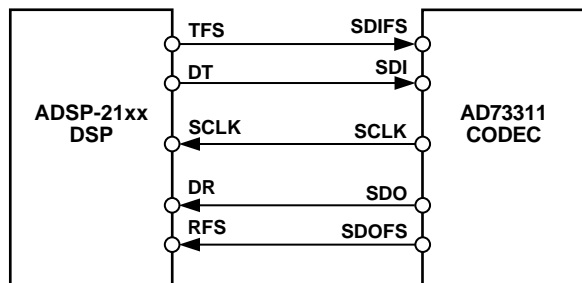 TFS SDIFS
DT SDI
ADSP-21xx
DSP
SCLK SCLK
AD73311
CODEC
DR SDO
RFS SDOFS